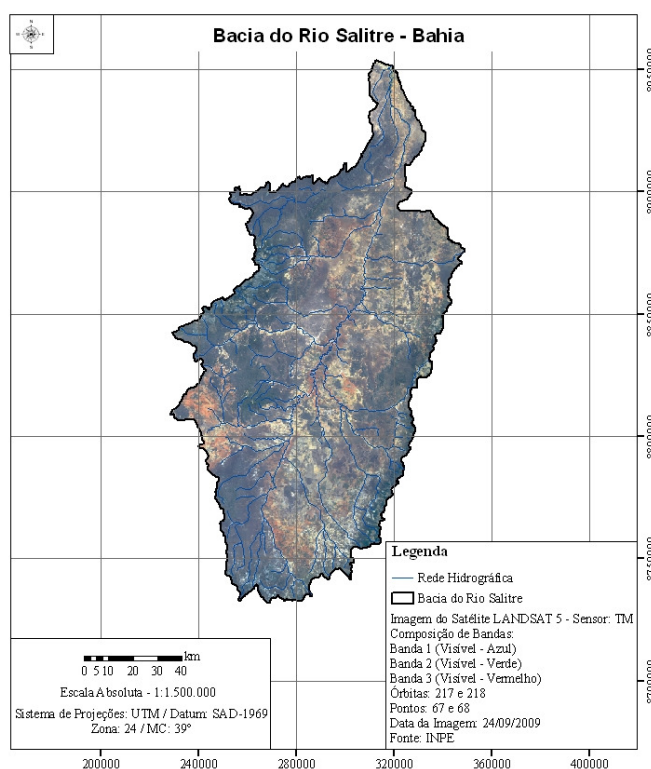 Bacia do Rio Salitre - Bahia
Legenda
Rede Hidrográfica
Bacia do Rio Salitre
Imagem do Satélite LANDSAT 5 - Sensor: TM
Composição de Bandas:
Banda 1 (Visível - Azul)
Banda 2 (Visível - Verde)
Banda 3 (Visível - Vermelho)
Órbitas: 217 e 218
Pontos: 67 e 68
Data da Imagem: 24/09/2009
Fonte: INPE
km
0 5 10 20 30 40
Escala Absoluta - 1:1.500.000
Sistema de Projeções: UTM / Datum: SAD-1969
Zona: 24 / MC: 39°
200000 240000 280000 320000 360000 400000